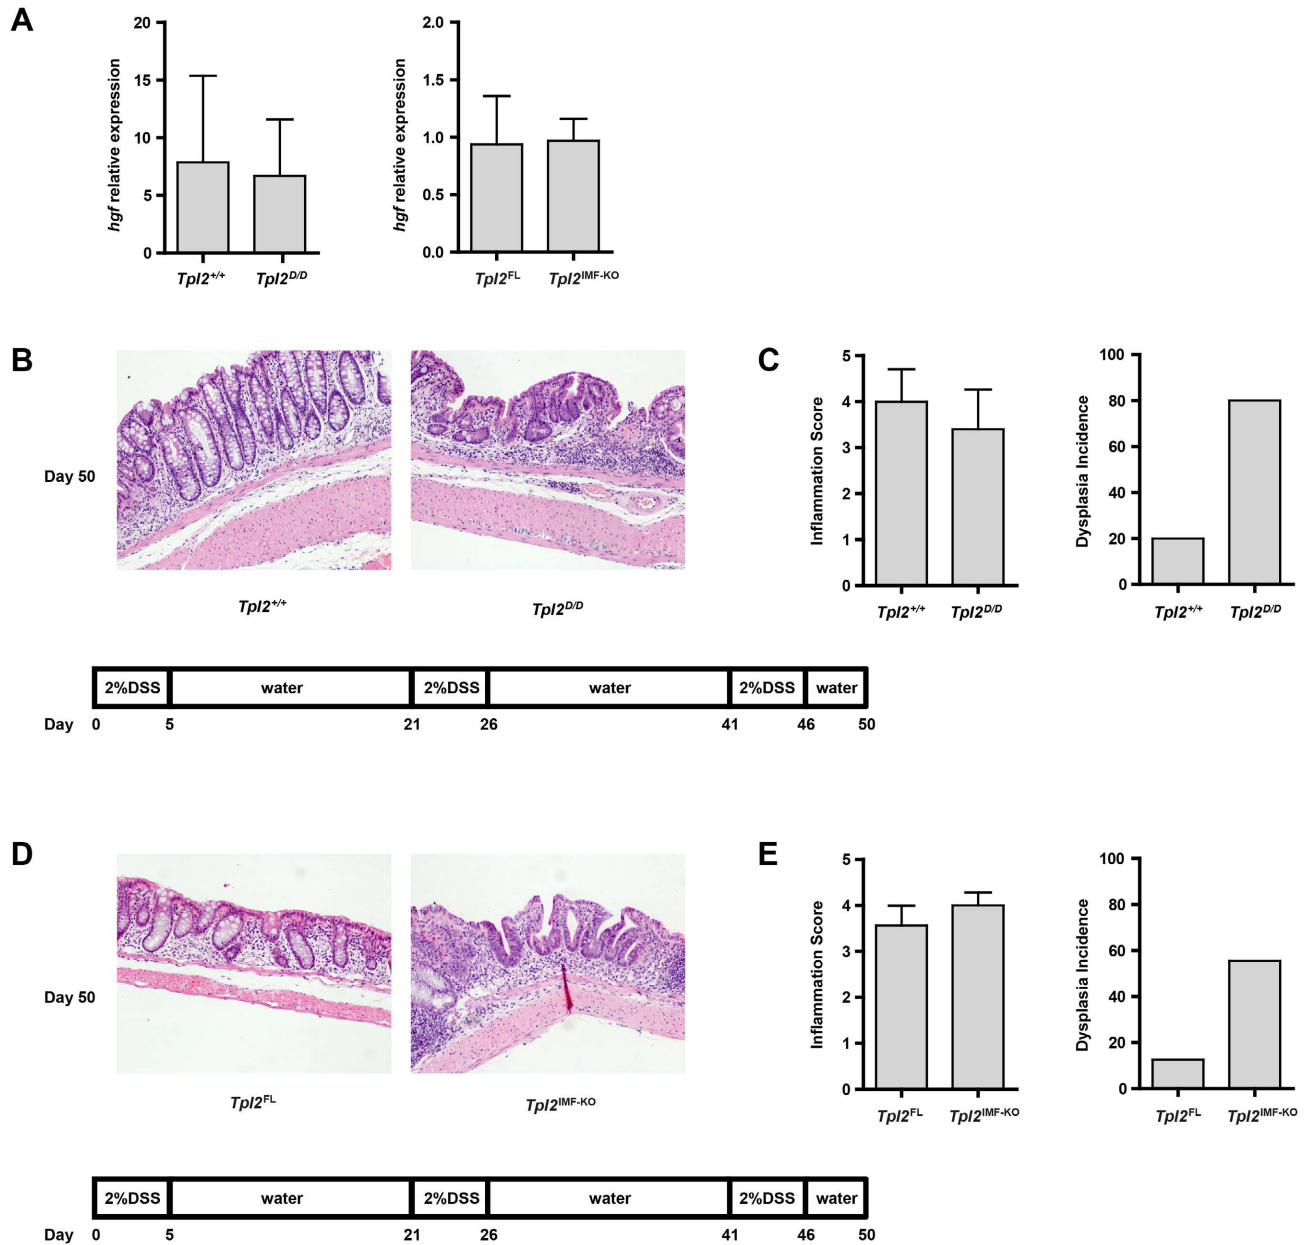 A
hgf relative expression
20
15
10
5
0
Tpl2+/+
Tpl2D/D
hgf relative expression
2.0
1.5
1.0
0.5
0.0
Tpl2FL
Tpl2IMF-KO
B
Day 50
Tpl2+/+
Tpl2D/D
2%DSS water 2%DSS water 2%DSS water
Day 0 5 21 26 41 46 50
C
Inflammation Score
5
4
3
4
1
0
Tpl2+/+
Tpl2D/D
Dysplasia Incidence
100
80
60
40
20
0
Tpl2+/+
Tpl2D/D
D
Day 50
Tpl2FL
Tpl2IMF-KO
2%DSS water 2%DSS water 2%DSS water
Day 0 5 21 26 41 46 50
E
Inflammation Score
5
4
3
2
1
0
Tpl2FL
Tpl2IMF-KO
Dysplasia Incidence
100
80
60
40
20
0
Tpl2FL
Tpl2IMF-KO